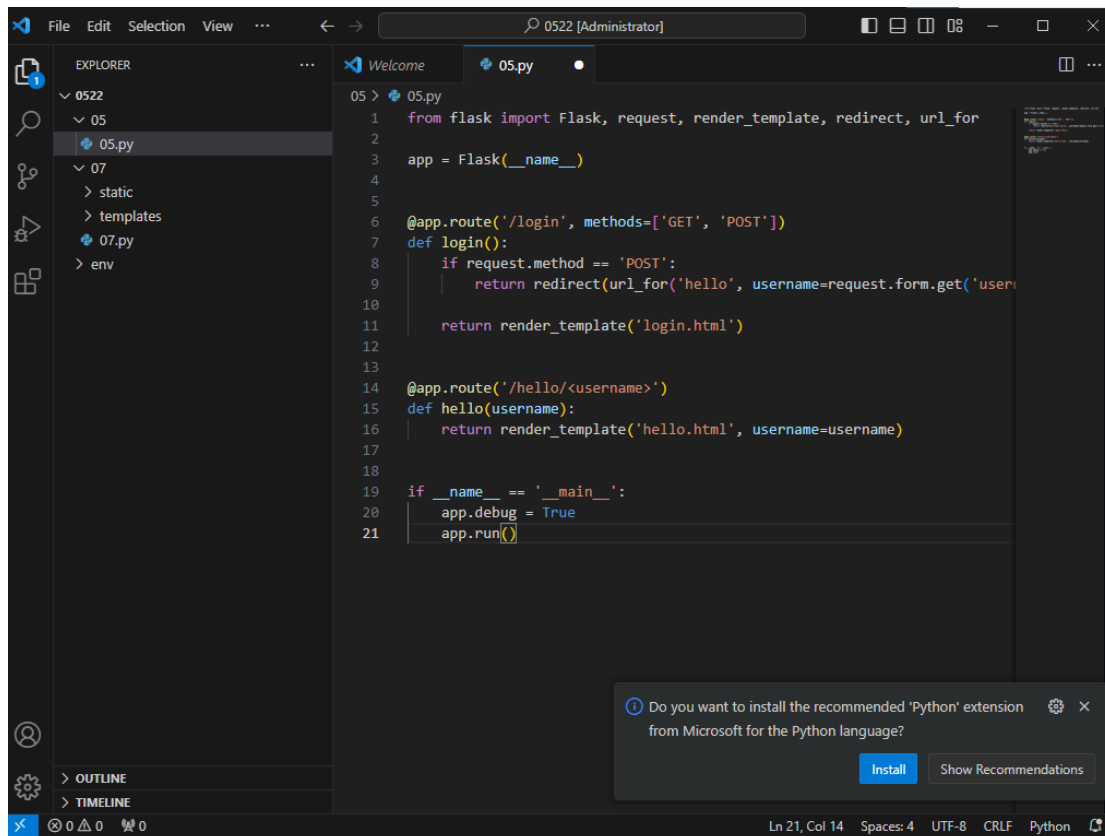 File Edit Selection View ... 0522 [Administrator]
EXPLORER ...
0522
05
05.py
07
static
templates
07.py
env
OUTLINE
TIMELINE
Welcome 05.py ...
05 > 05.py
1 from flask import Flask, request, render_template, redirect, url_for
2
3 app = Flask(__name__)
4
5
6 @app.route('/login', methods=['GET', 'POST'])
7 def login():
8 if request.method == 'POST':
9 return redirect(url_for('hello', username=request.form.get('user
10
11 return render_template('login.html')
12
13
14 @app.route('/hello/<username>')
15 def hello(username):
16 return render_template('hello.html', username=username)
17
18
19 if __name__ == '__main__':
20 app.debug = True
21 app.run()
Do you want to install the recommended 'Python' extension
from Microsoft for the Python language?
Install Show Recommendations
1
0 0 0 Ln 21, Col 14 Spaces: 4 UTF-8 CRLF Python